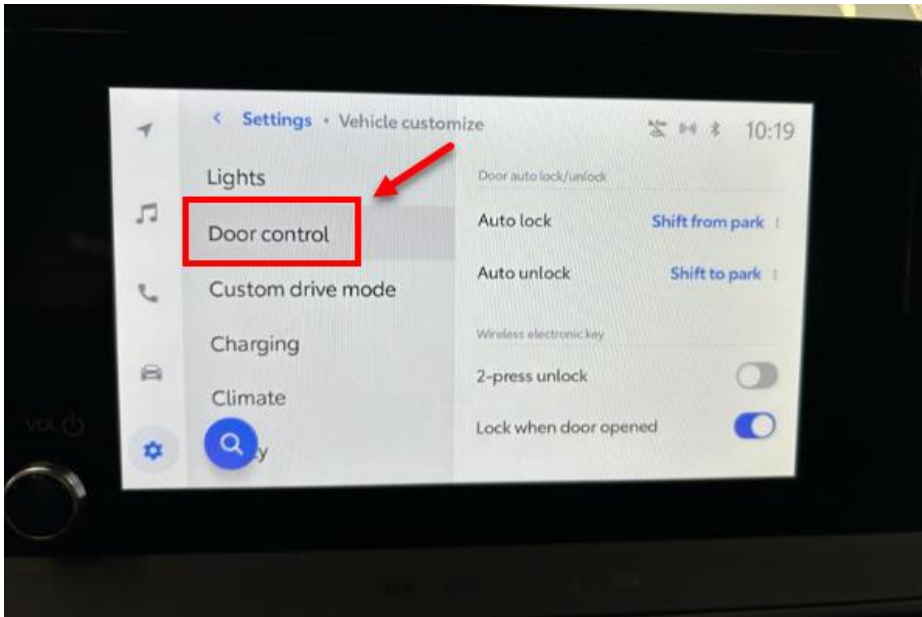 Settings • Vehicle customize
10:19
Lights
Door control
Custom drive mode
Charging
Climate
Door auto lock/unlock
Auto lock Shift from park
Auto unlock Shift to park
Wireless electronic key
2-press unlock
Lock when door opened
VOL